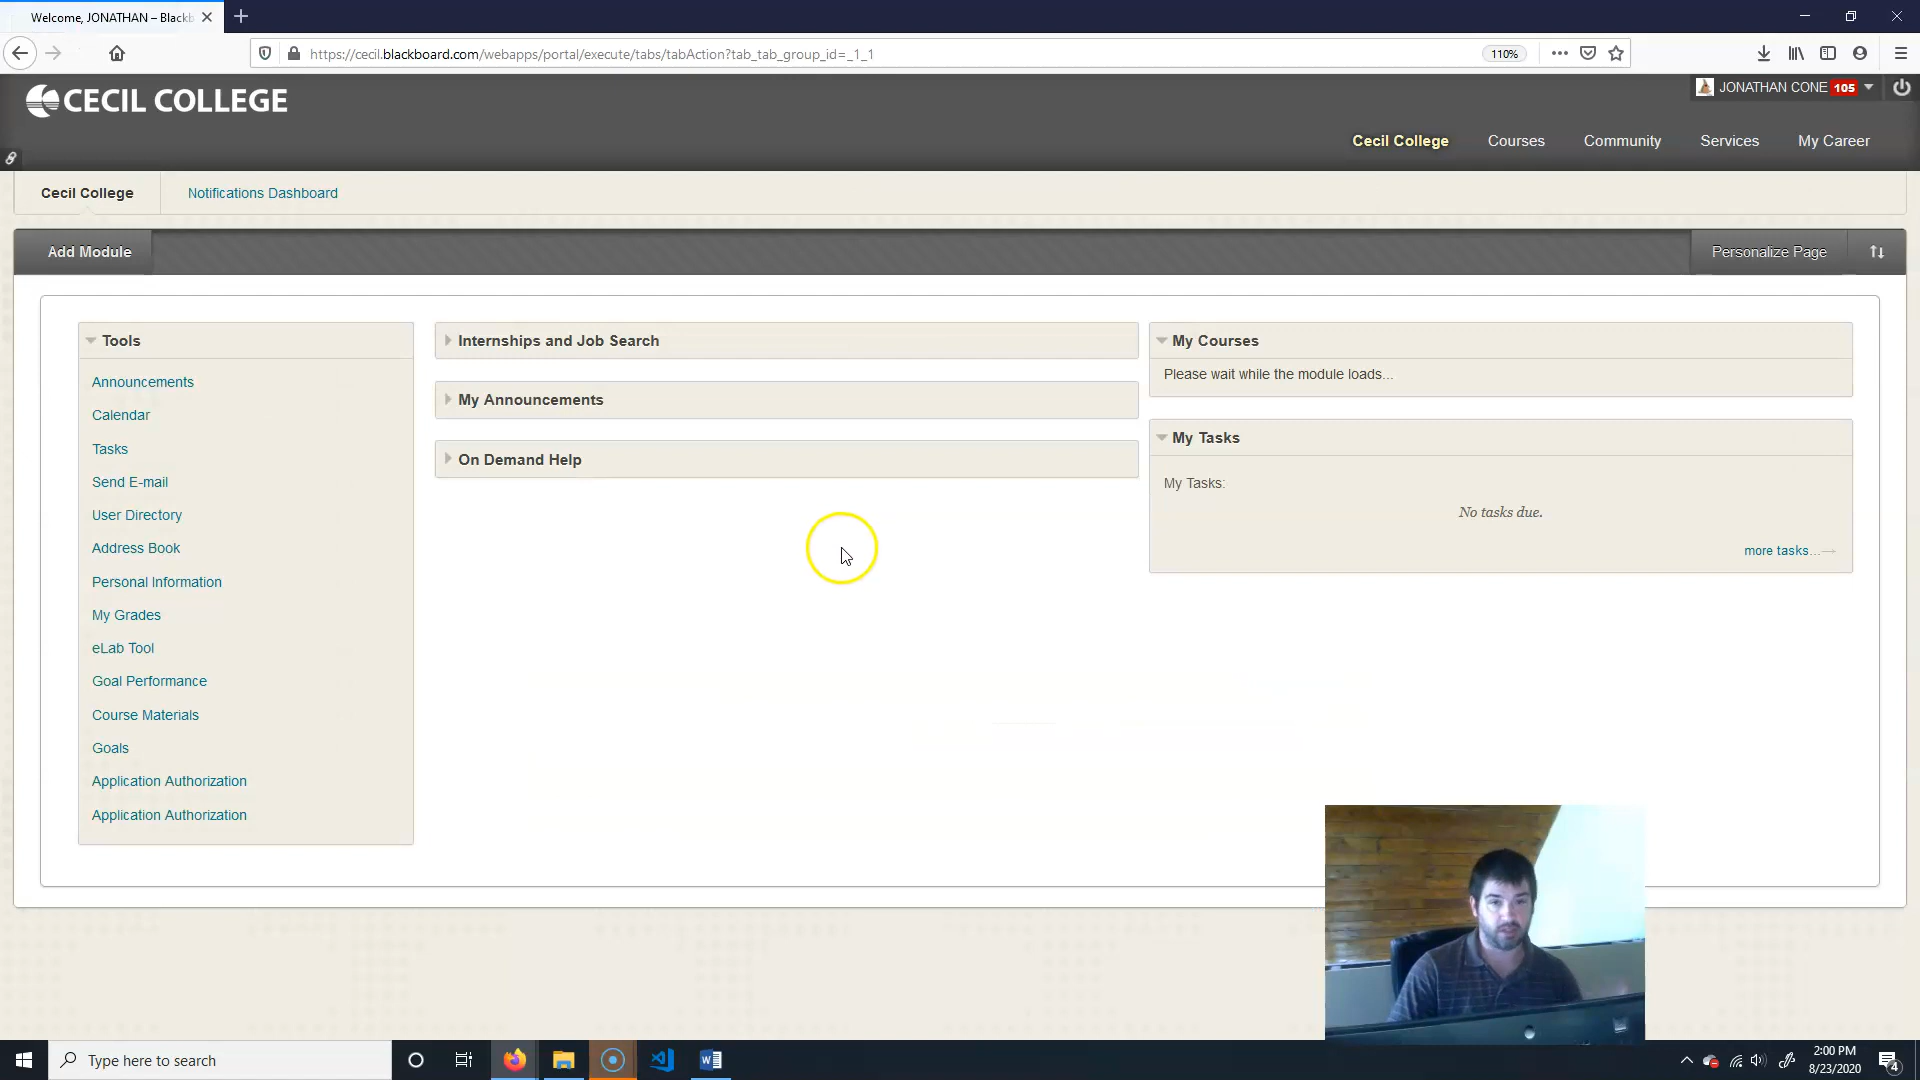 Welcome, JONATHAN – Blackb
https://cecil.blackboard.com/webapps/portal/execute/tabs/tabAction?tab_tab_group_id=_1_1
110%
CECIL COLLEGE
JONATHAN CONE 105
Cecil College Courses Community Services My Career
Cecil College Notifications Dashboard
Add Module Personalize Page
Tools
Announcements
Calendar
Tasks
Send E-mail
User Directory
Address Book
Personal Information
My Grades
eLab Tool
Goal Performance
Course Materials
Goals
Application Authorization
Application Authorization
Internships and Job Search
My Announcements
On Demand Help
My Courses
Please wait while the module loads...
My Tasks
My Tasks:
No tasks due.
more tasks...
Type here to search
2:00 PM
8/23/2020
4